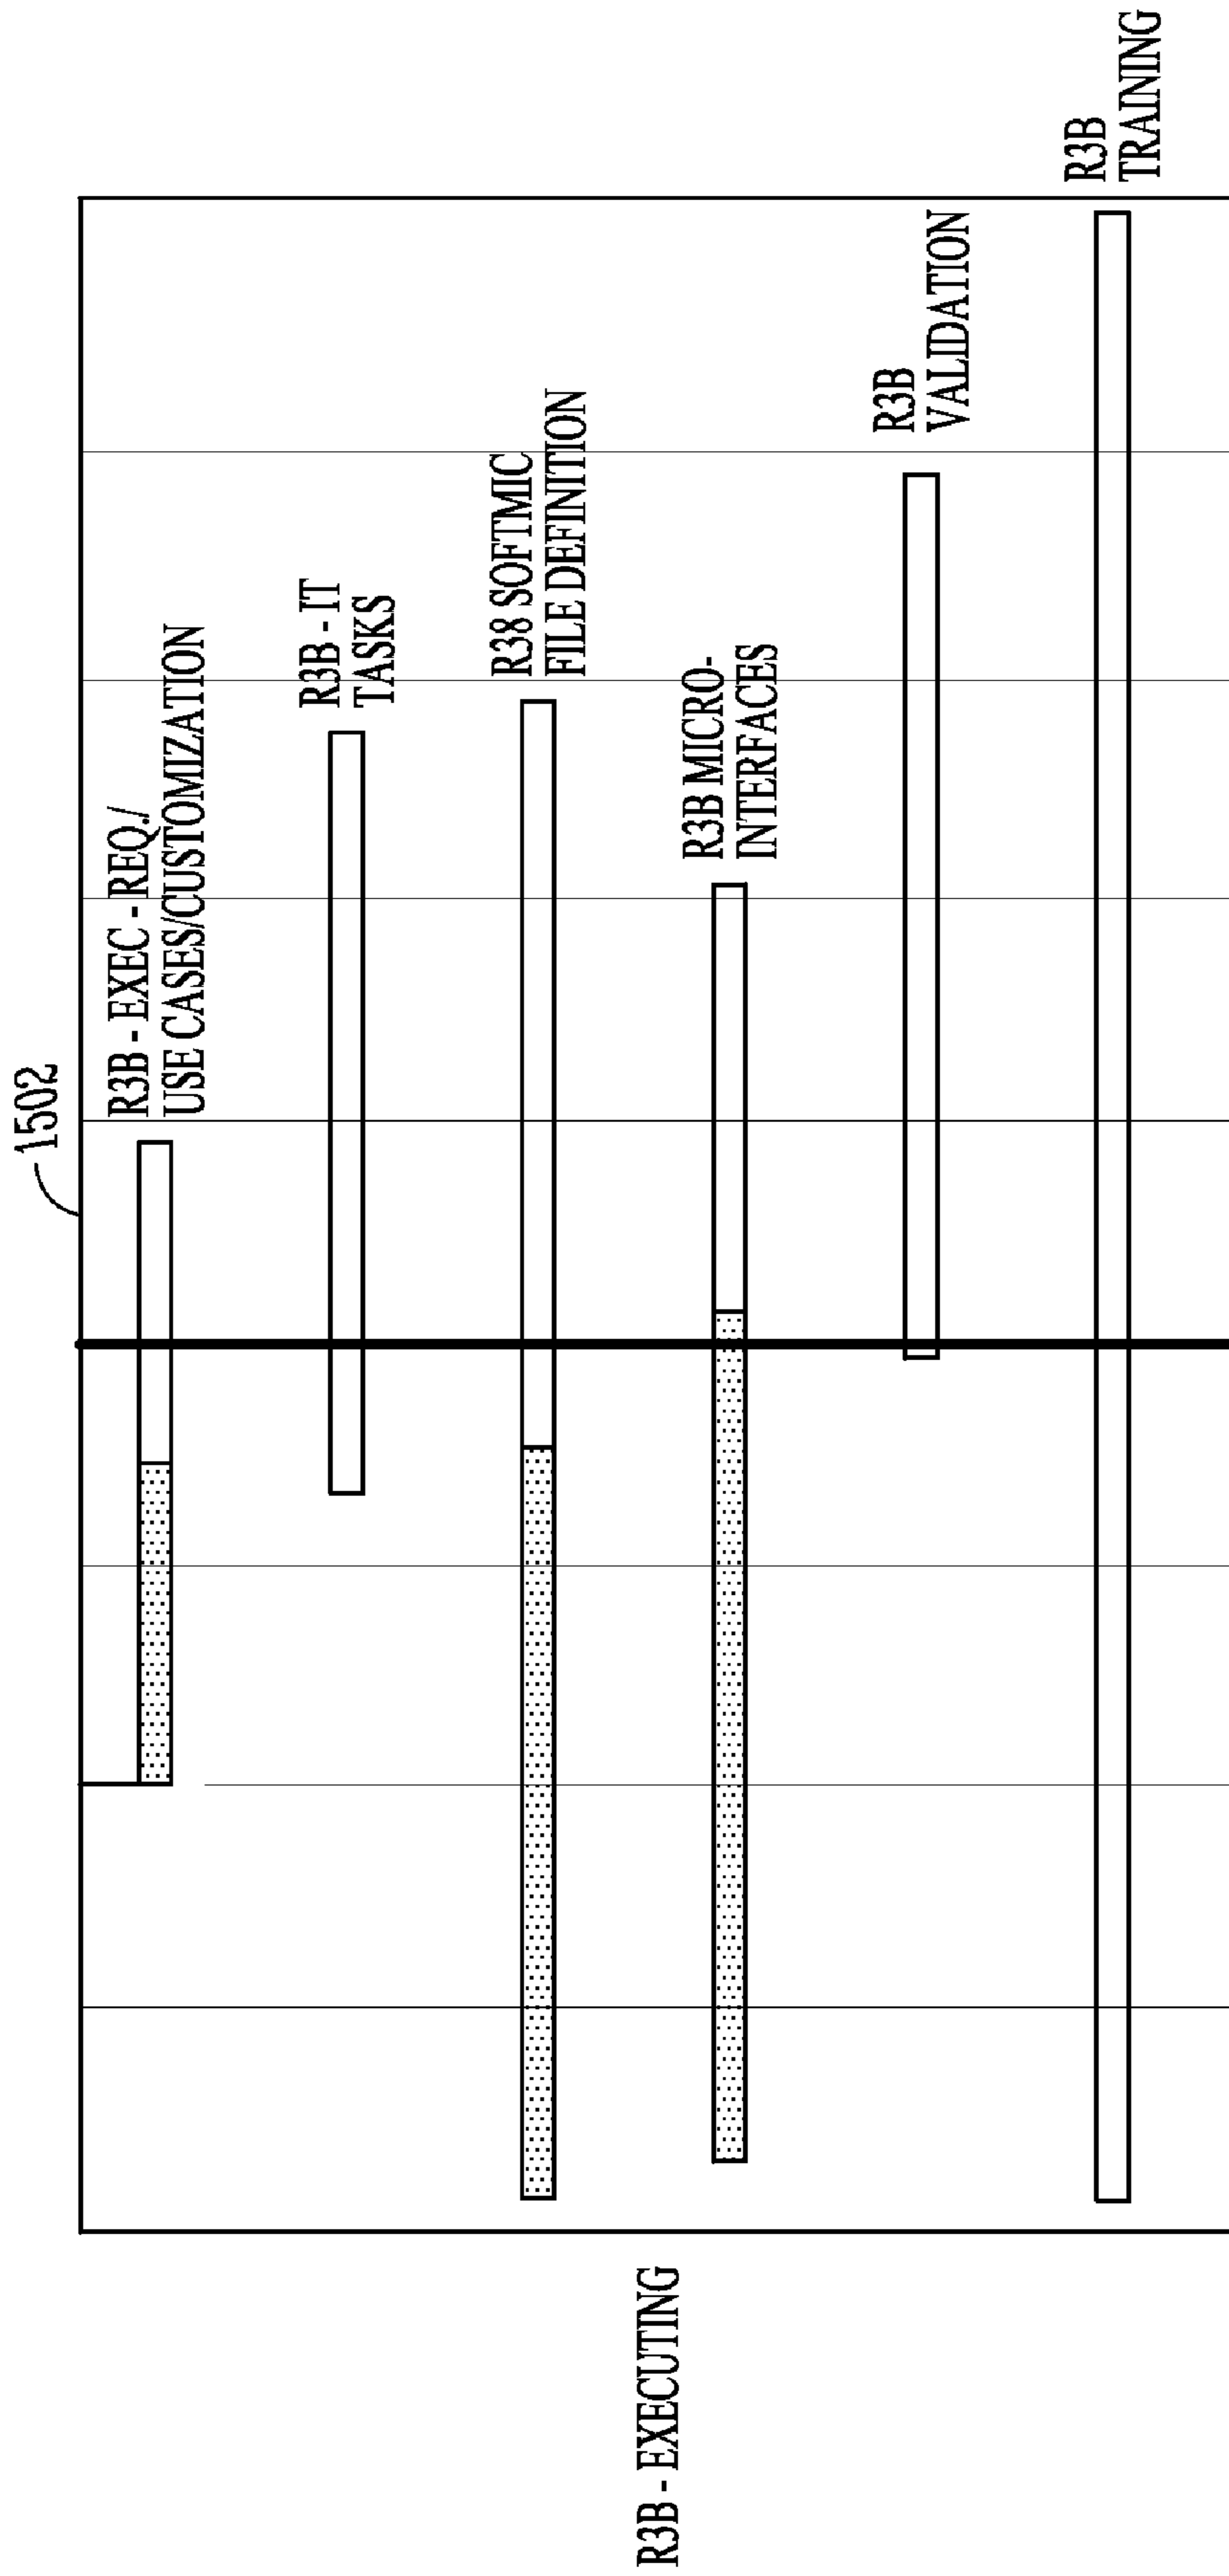 1502
R3B - EXEC - REQ./
USE CASES/CUSTOMIZATION
R3B - IT
TASKS
R38 SOFTMIC
FILE DEFINITION
R3B MICRO-
INTERFACES
R3B
VALIDATION
R3B
TRAINING
R3B - EXECUTING